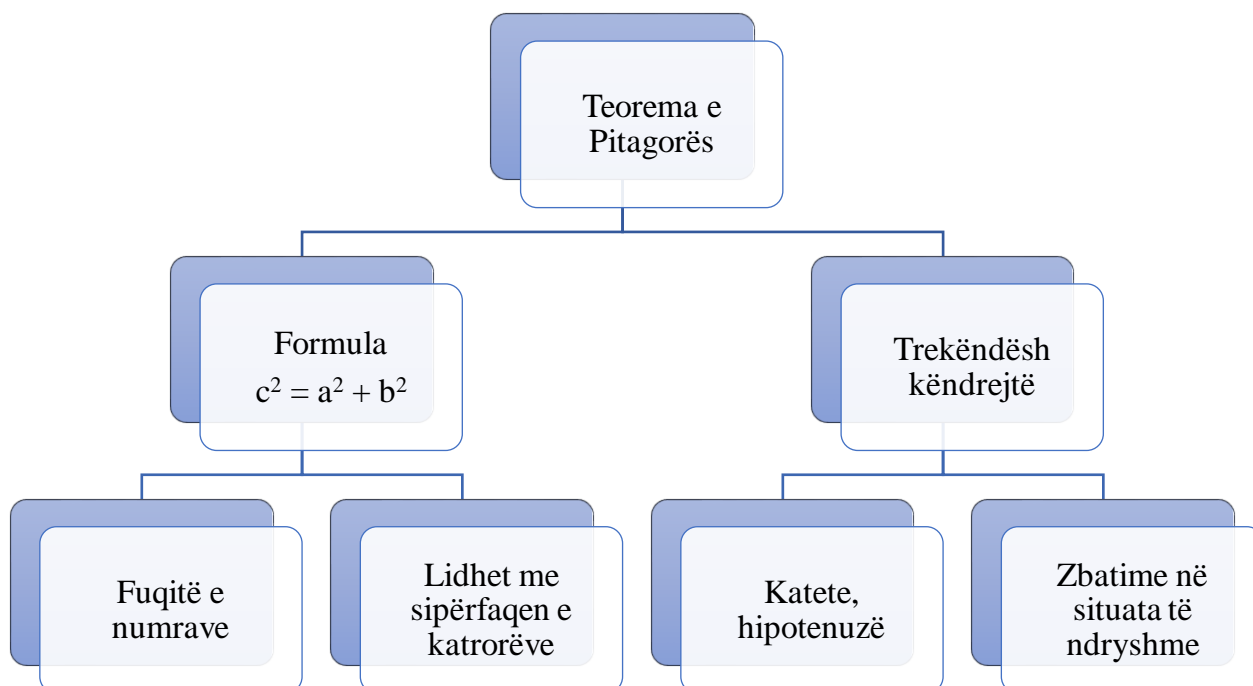 Teorema e
Pitagorës
Formula
c² = a² + b²
Trekëndësh
këndrejtë
Fuqitë e
numrave
Lidhet me
sipërfaqen e
katrorëve
Katete,
hipotenuzë
Zbatime në
situata të
ndryshme